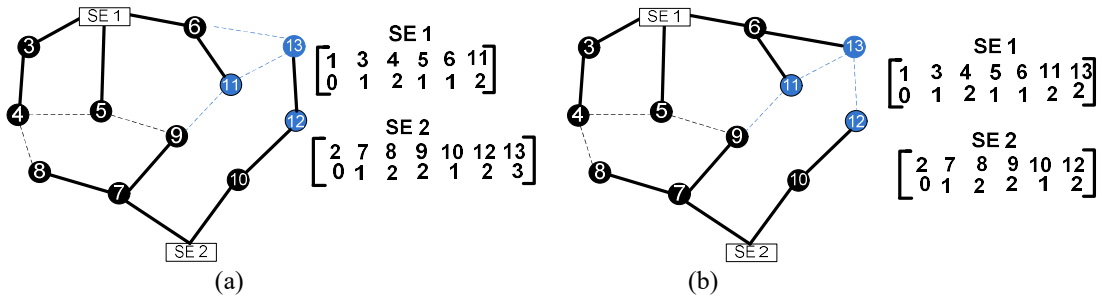 SE 1
6
3
13
11
4
5
12
9
8
10
7
SE 2
SE 1
1 3 4 5 6 11
0 1 2 1 1 2
SE 2
2 7 8 9 10 12 13
0 1 2 2 1 2 3
(a)
SE 1
6
3
13
11
4
5
12
9
8
10
7
SE 2
SE 1
1 3 4 5 6 11 13
0 1 2 1 1 2 2
SE 2
2 7 8 9 10 12
0 1 2 2 1 2
(b)